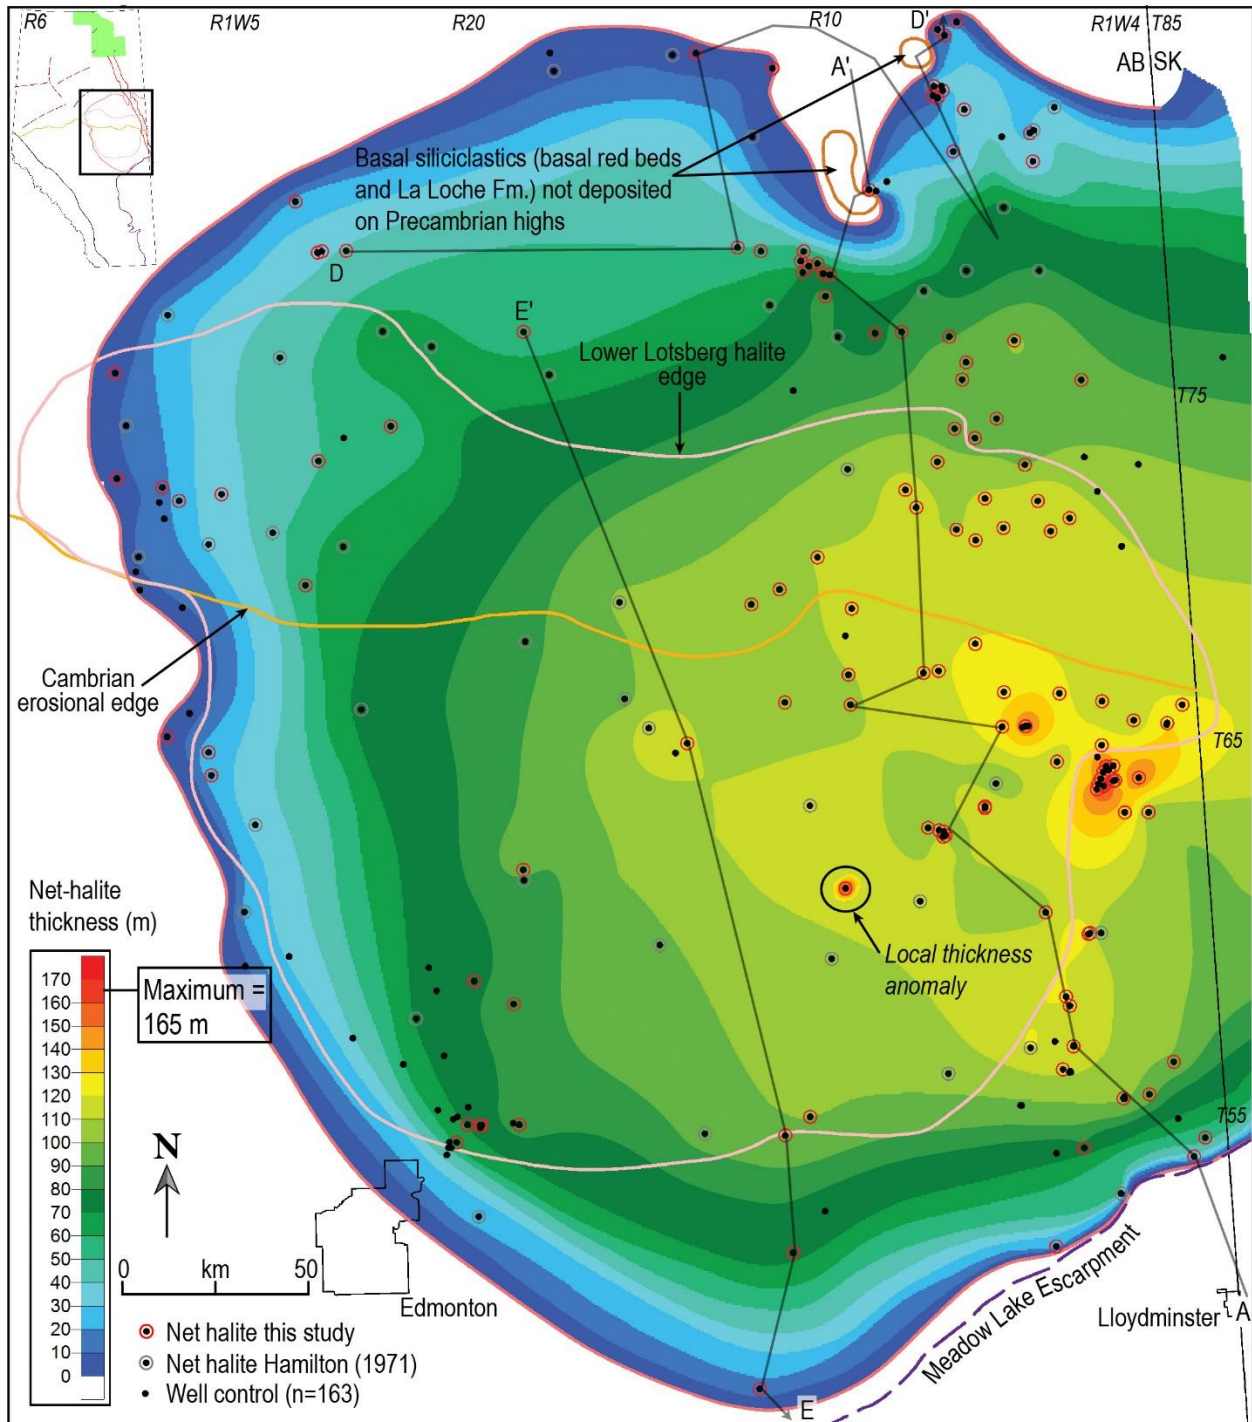 R6
R1W5
R20
R10
D'
R1W4
T85
A'
AB
SK
Basal siliciclastics (basal red beds
and La Loche Fm.) not deposited
on Precambrian highs
D
E'
Lower Lotsberg halite
edge
T75
Cambrian
erosional edge
T65
Net-halite
thickness (m)
170
160
150
140
130
120
110
100
90
80
70
60
50
40
30
20
10
0
Maximum =
165 m
Local thickness
anomaly
T55
N
0 km 50
Edmonton
Meadow Lake Escarpment
Lloydminster
A
E
Net halite this study
Net halite Hamilton (1971)
Well control (n=163)